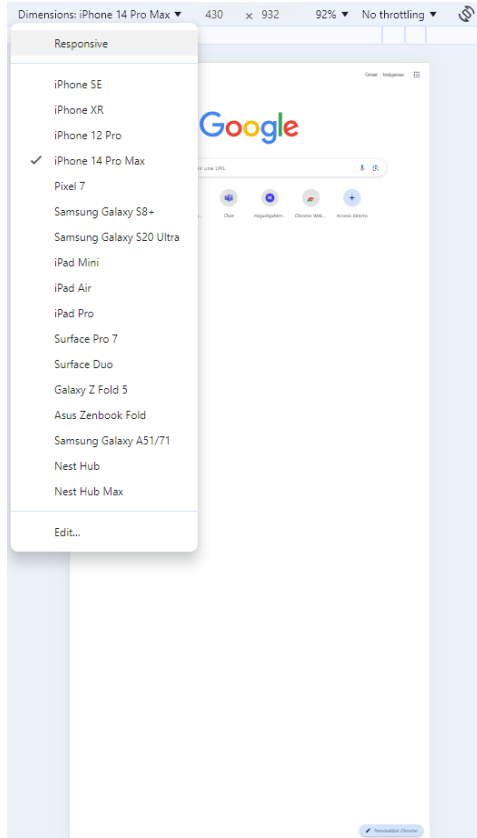 Dimensions: iPhone 14 Pro Max ▼ 430 × 932 92% ▼ No throttling ▼
Responsive
iPhone SE
iPhone XR
iPhone 12 Pro
✓ iPhone 14 Pro Max
Pixel 7
Samsung Galaxy S8+
Samsung Galaxy S20 Ultra
iPad Mini
iPad Air
iPad Pro
Surface Pro 7
Surface Duo
Galaxy Z Fold 5
Asus Zenbook Fold
Samsung Galaxy A51/71
Nest Hub
Nest Hub Max
Edit...
Gmail Imágenes
Google
ir una URL
Chat Chrome Web... Acceso directo
Personalizar Chrome